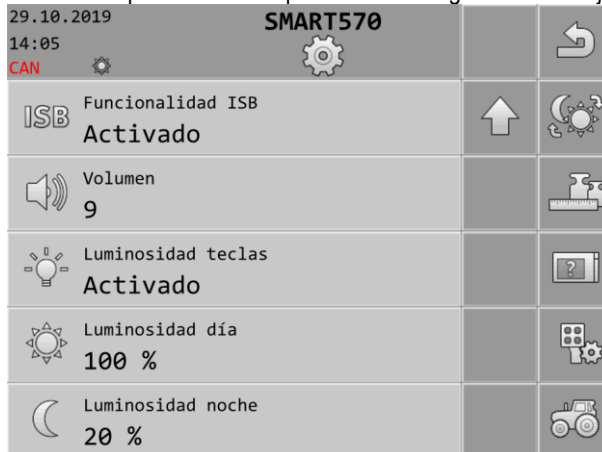 29.10.2019
SMART570
14:05
CAN
ISB
Funcionalidad ISB
Activado
Volumen
9
Luminosidad teclas
Activado
Luminosidad día
100 %
Luminosidad noche
20 %
?